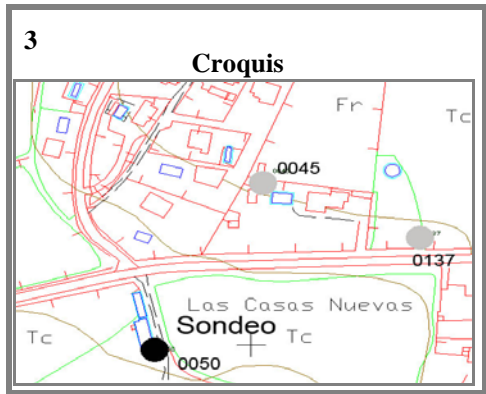 3
Croquis
Fr
Tc
0045
0137
Las Casas Nuevas
Sondeo
Tc
Tc
0050